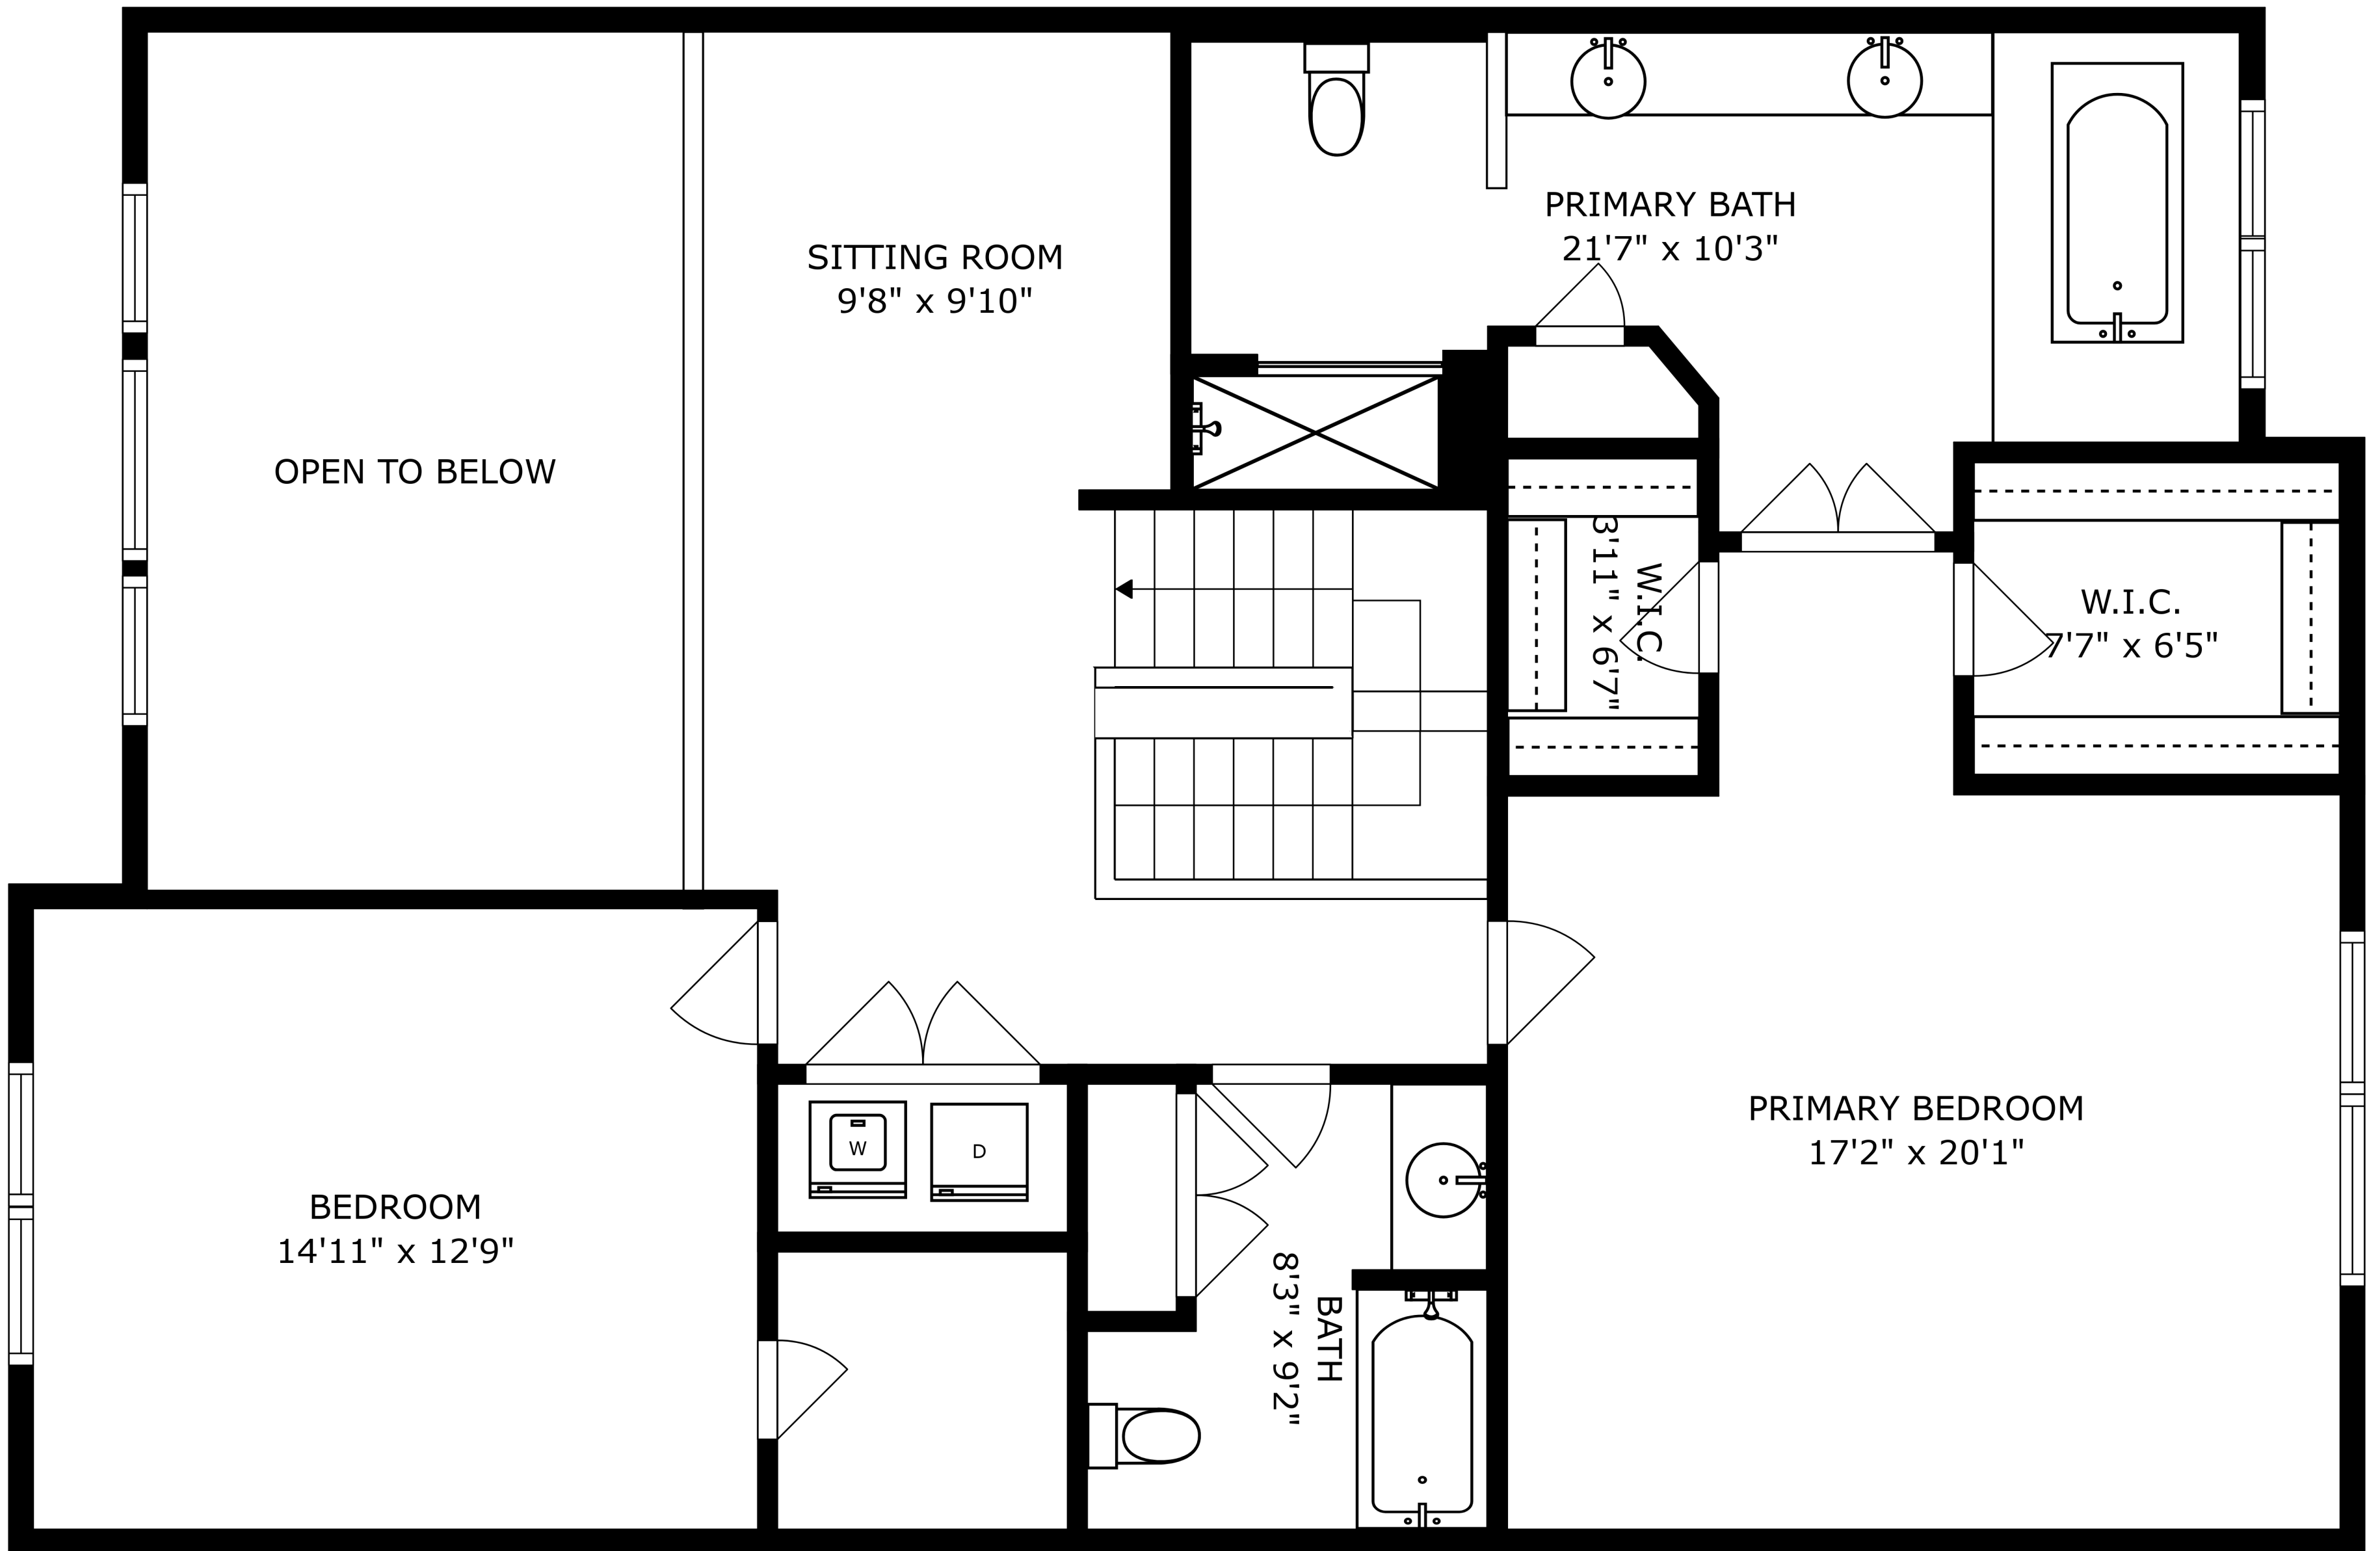 PRIMARY BATH
21'7" x 10'3"
SITTING ROOM
9'8" x 9'10"
OPEN TO BELOW
W.I.C.
3'11" x 6'7"
W.I.C.
7'7" x 6'5"
PRIMARY BEDROOM
17'2" x 20'1"
W
D
BEDROOM
14'11" x 12'9"
BATH
8'3" x 9'2"